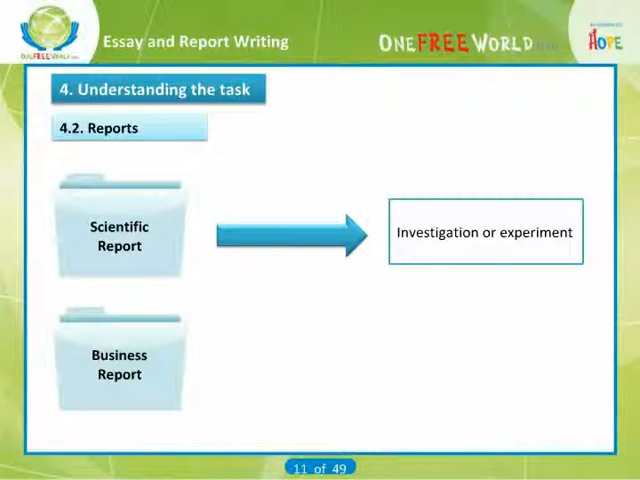 Essay and Report Writing
ONEFREEWORLD
HOPE
ONEFREEWORLD
4. Understanding the task
4.2. Reports
Scientific
Report
Investigation or experiment
Business
Report
11 of 49